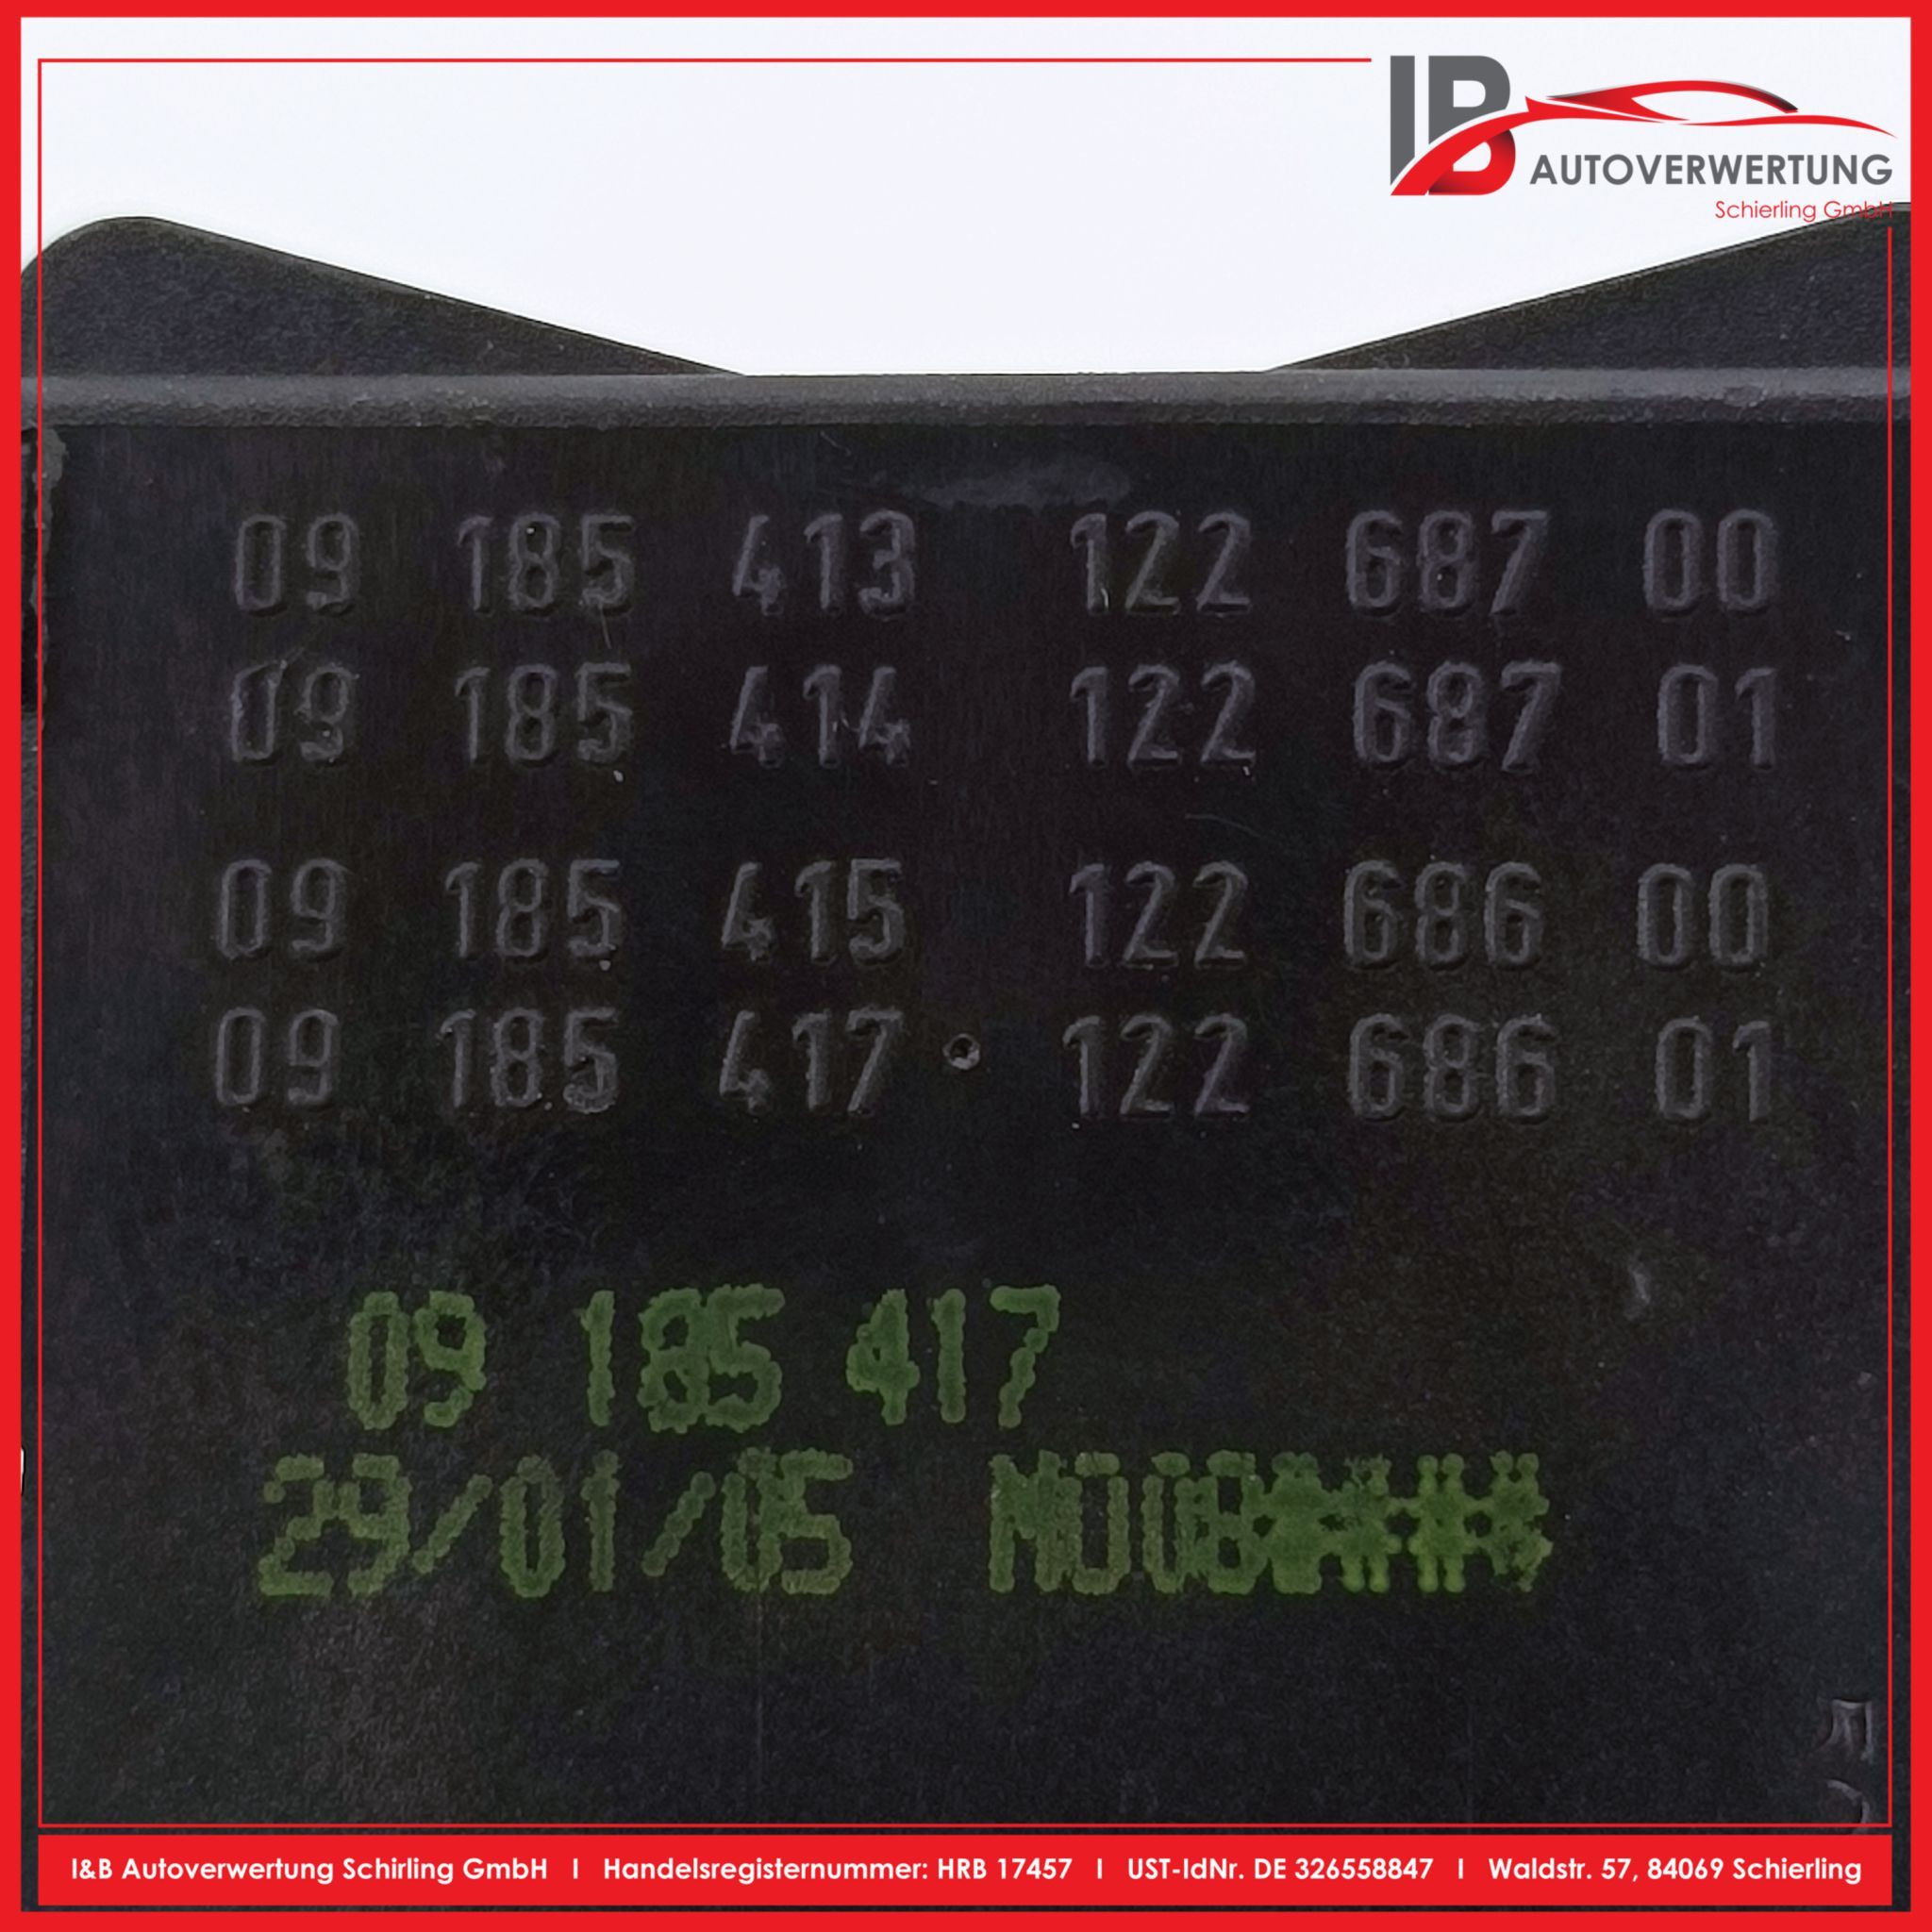 IB
AUTOVERWERTUNG
Schierling GmbH
09 185 413 122 687 00
09 185 414 122 687 01
09 185 415 122 686 00
09 185 417 122 686 01
09 185 417
29/01/05
I&B Autoverwertung Schirling GmbH I Handelsregisternummer: HRB 17457 I UST-IdNr. DE 326558847 I Waldstr. 57, 84069 Schierling